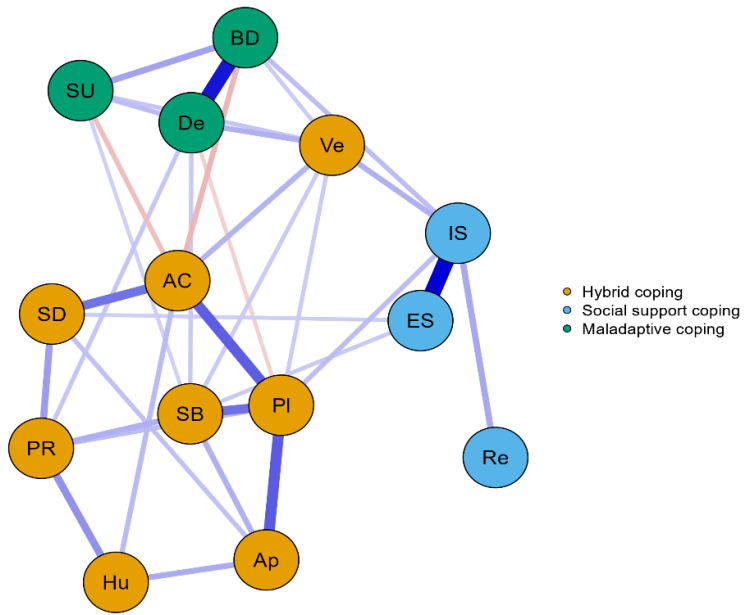 BD
SU
De
Ve
IS
AC
SD
ES
Hybrid coping
Social support coping
Maladaptive coping
SB
Pl
PR
Re
Hu
Ap